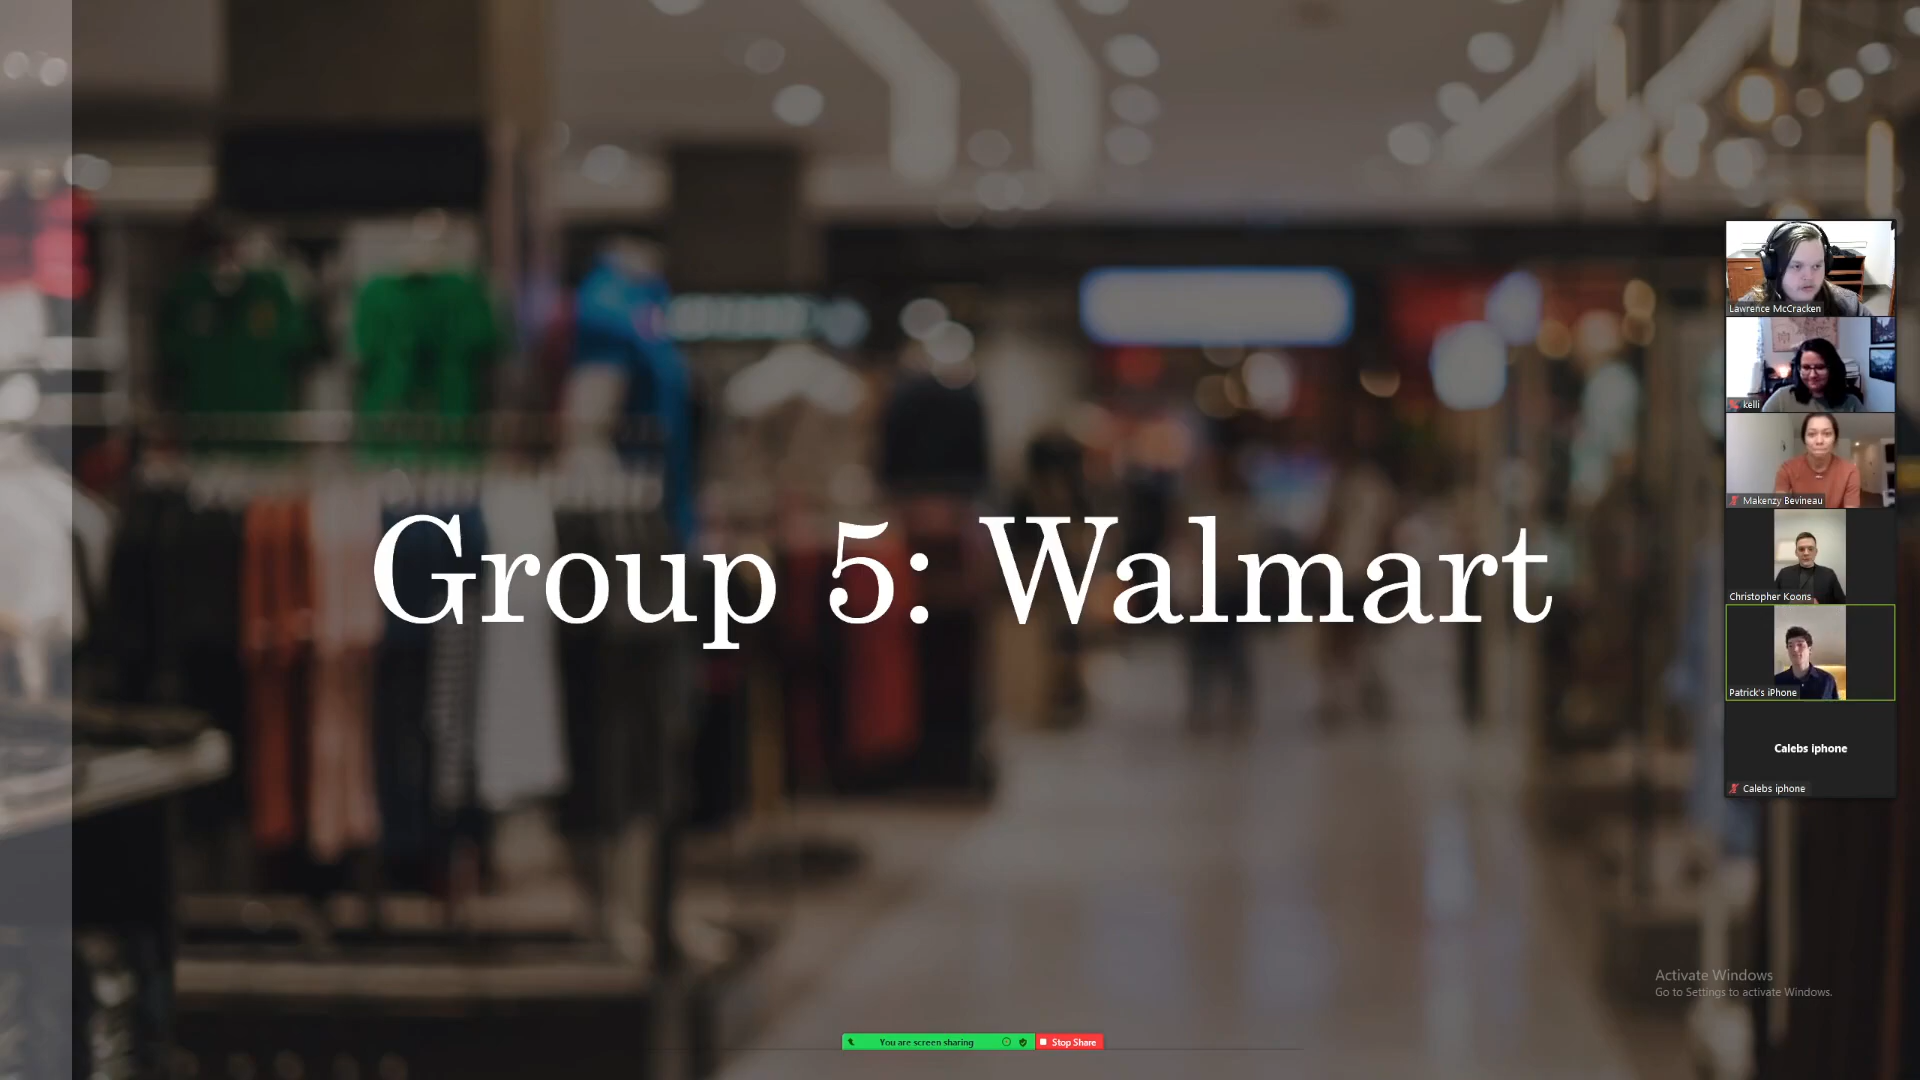 Group 5: Walmart
Lawrence McCracken
kelli
Makenzy Bevineau
Christopher Koons
Patrick's iPhone
Calebs iphone
Calebs iphone
Activate Windows
Go to Settings to activate Windows.
You are screen sharing
Stop Share